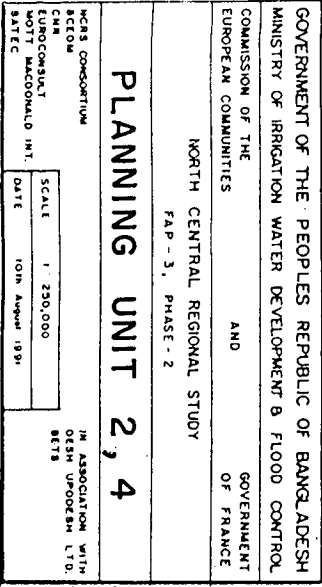 GOVERNMENT OF THE PEOPLES REPUBLIC OF BANGLADESH
MINISTRY OF IRRIGATION WATER DEVELOPMENT & FLOOD CONTROL
COMMISSION OF THE
EUROPEAN COMMUNITIES
AND
GOVERNMENT
OF FRANCE
NORTH CENTRAL REGIONAL STUDY
FAP - 3, PHASE - 2
PLANNING UNIT 2, 4
NCRS CONSORTIUM
BCEOM
EUROCONSULT
MOTT MACDONALD INT.
SATEC
SCALE 1 : 250,000
DATE 10th August 1991
IN ASSOCIATION WITH
DESH UPODESH LTD.
BETS